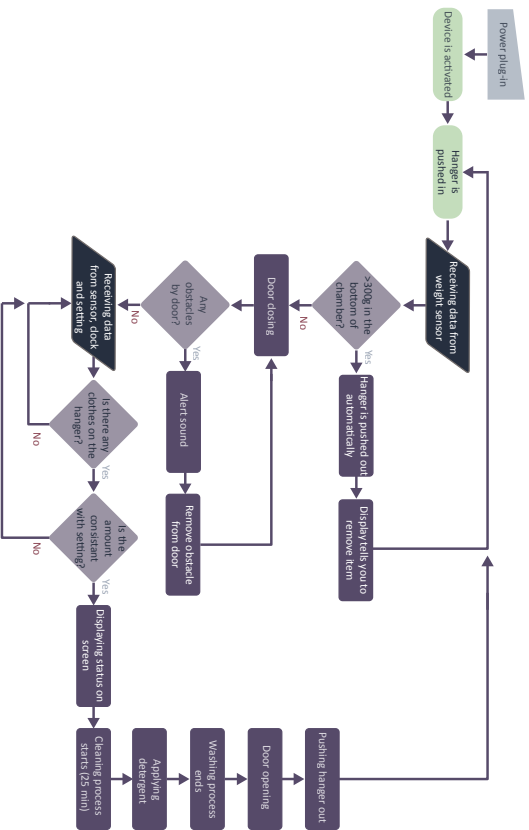 Power plug-in
Device is activated
Hanger is
pushed in
Receiving data from
weight sensor
>300g in the
bottom of
chamber?
Yes
Hanger is pushed out
automatically
Display tells you to
remove item
No
Door closing
Any
obstacles
by door?
Yes
Alert sound
Remove obstacle
from door
No
Receiving data
from sensor, clock
and setting
Is there any
clothes on the
hanger?
No
Yes
Is the
amount
consistant
with setting?
No
Yes
Displaying status on
screen
Cleaning process
starts (25 min)
Applying
detergent
Washing process
ends
Door opening
Pushing hanger out